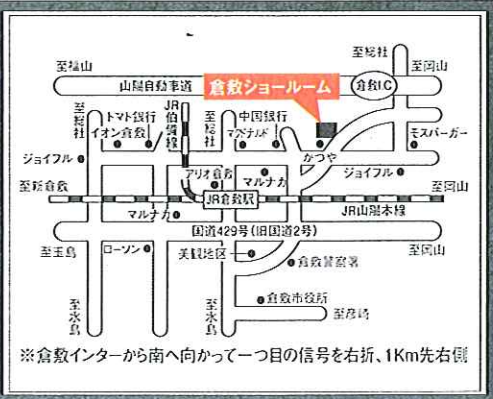 至総社
至福山
至岡山
山陽自動車道
倉敷ショールーム
倉敷I.C
至総社
トマト銀行
イオン倉敷
JR伯備線
至総社
中国銀行
マクドナルド
かつや
モスバーガー
ジョイフル
アリオ倉敷
マルナカ
ジョイフル
至新倉敷
JR倉敷駅
至岡山
マルナカ
JR山陽本線
国道429号(旧国道2号)
至玉島
ローソン
美観地区
至岡山
倉敷警察署
倉敷市役所
至水島
至水島
至彦崎
※倉敷インターから南へ向かって一つ目の信号を右折、1Km先右側